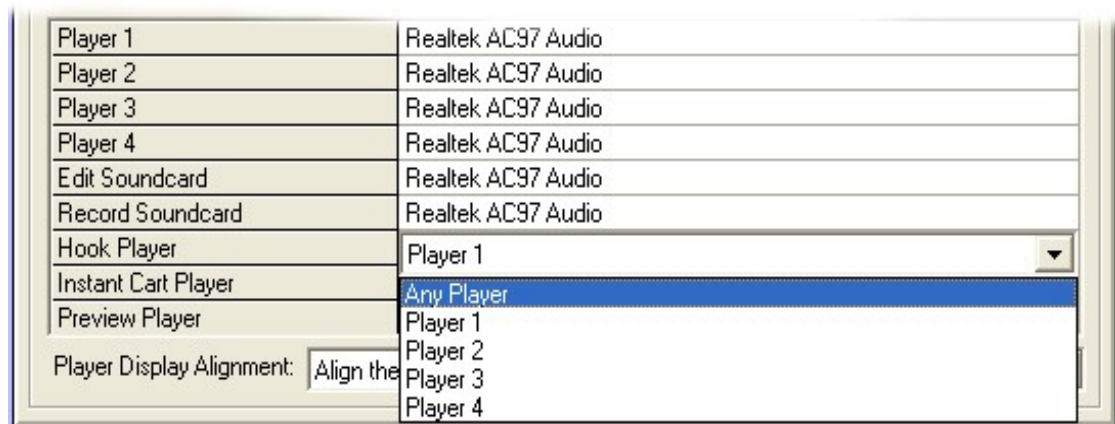 Player 1 Realtek AC97 Audio
Player 2 Realtek AC97 Audio
Player 3 Realtek AC97 Audio
Player 4 Realtek AC97 Audio
Edit Soundcard Realtek AC97 Audio
Record Soundcard Realtek AC97 Audio
Hook Player Player 1
Instant Cart Player Any Player
Preview Player Player 1
Player 2
Player Display Alignment: Align the Player 3
Player 4